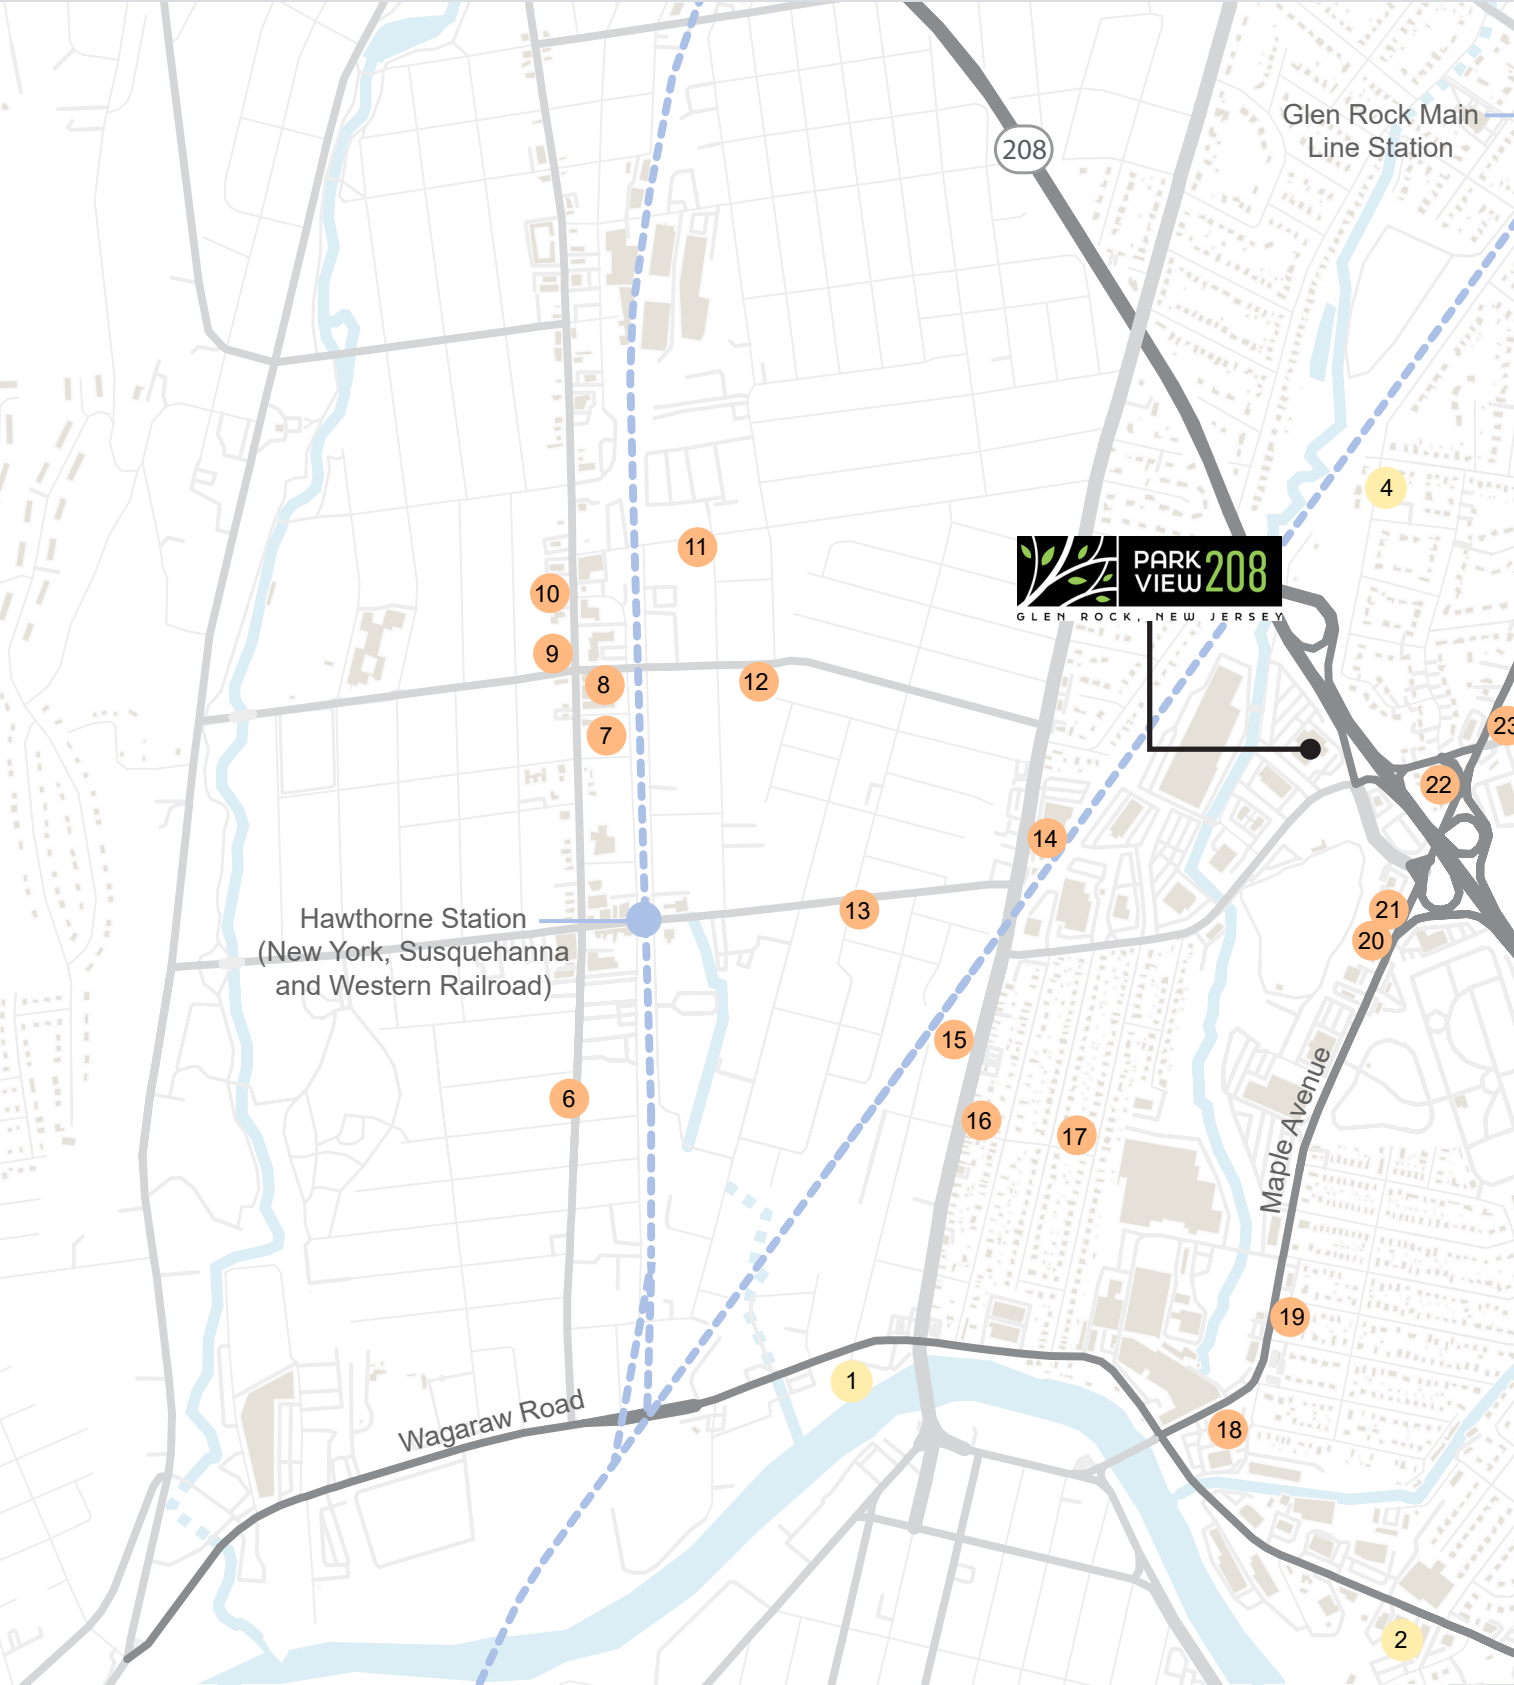 Glen Rock Main
Line Station
208
4
PARK
VIEW 208
GLEN ROCK, NEW JERSEY
11
10
9
8
12
7
23
22
14
21
13
20
Hawthorne Station
(New York, Susquehanna
and Western Railroad)
15
6
16
17
Maple Avenue
19
1
Wagaraw Road
18
2